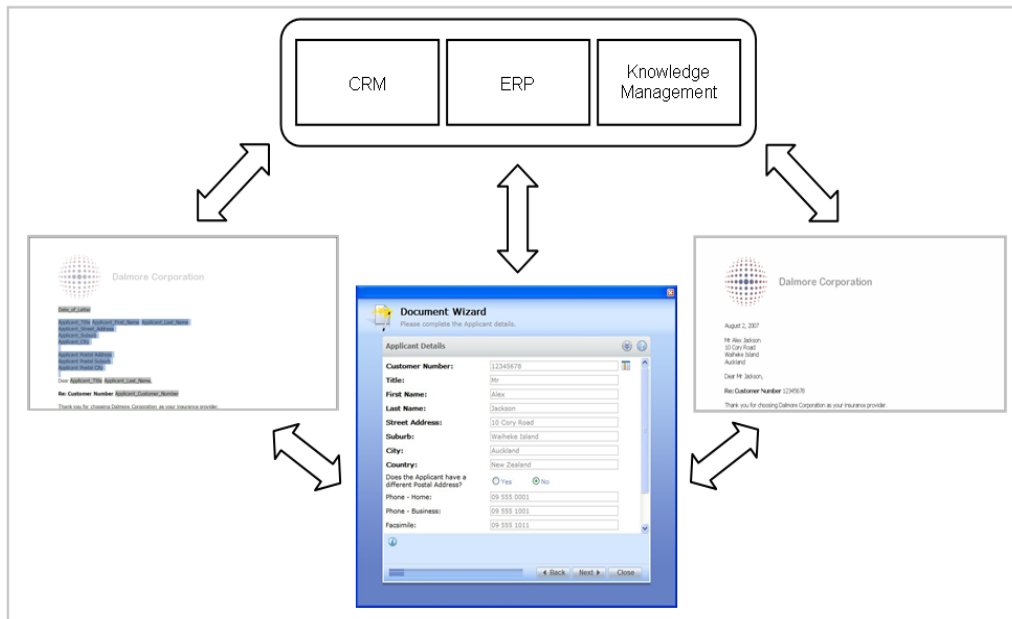 CRM
ERP
Knowledge
Management
Dalmore Corporation
Date_of_Letter
Applicant_Title Applicant_First_Name Applicant_Last_Name
Applicant_Street_Address
Applicant_Suburb
Applicant_City
Applicant Postal Address
Applicant Postal Suburb
Applicant Postal City
Dear Applicant_Title Applicant_Last_Name,
Re: Customer Number Applicant_Customer_Number
Thank you for choosing Dalmore Corporation as your insurance provider.
Document Wizard
Please complete the Applicant details.
Applicant Details
Customer Number: 12345678
Title: Mr
First Name: Alex
Last Name: Jackson
Street Address: 10 Cory Road
Suburb: Waiheke Island
City: Auckland
Country: New Zealand
Does the Applicant have a
different Postal Address? Yes No
Phone - Home: 09 555 0001
Phone - Business: 09 555 1001
Facsimile: 09 555 1011
Back Next Close
Dalmore Corporation
August 2, 2007
Mr Alex Jackson
10 Cory Road
Waiheke Island
Auckland
Dear Mr Jackson,
Re: Customer Number 12345678
Thank you for choosing Dalmore Corporation as your insurance provider.